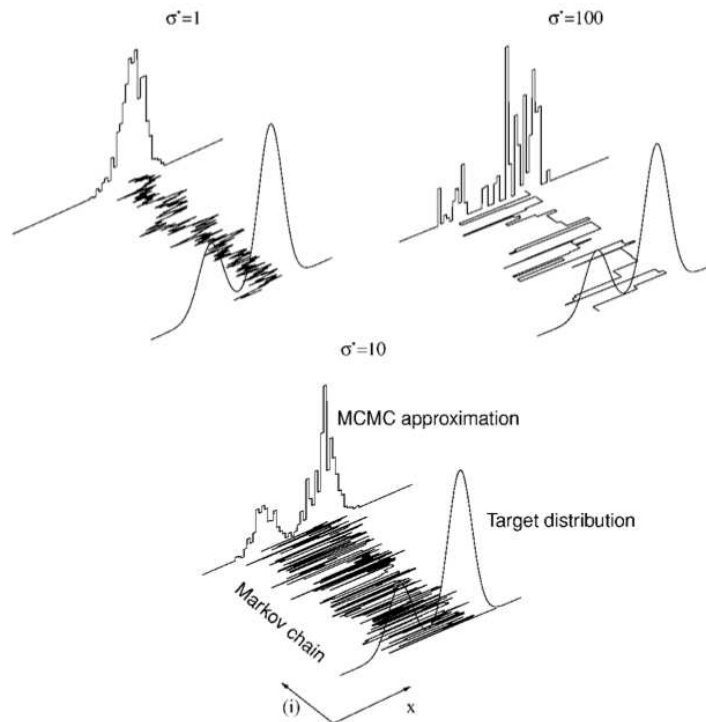 σ*=1
σ*=100
σ*=10
MCMC approximation
Target distribution
Markov chain
(i)
x